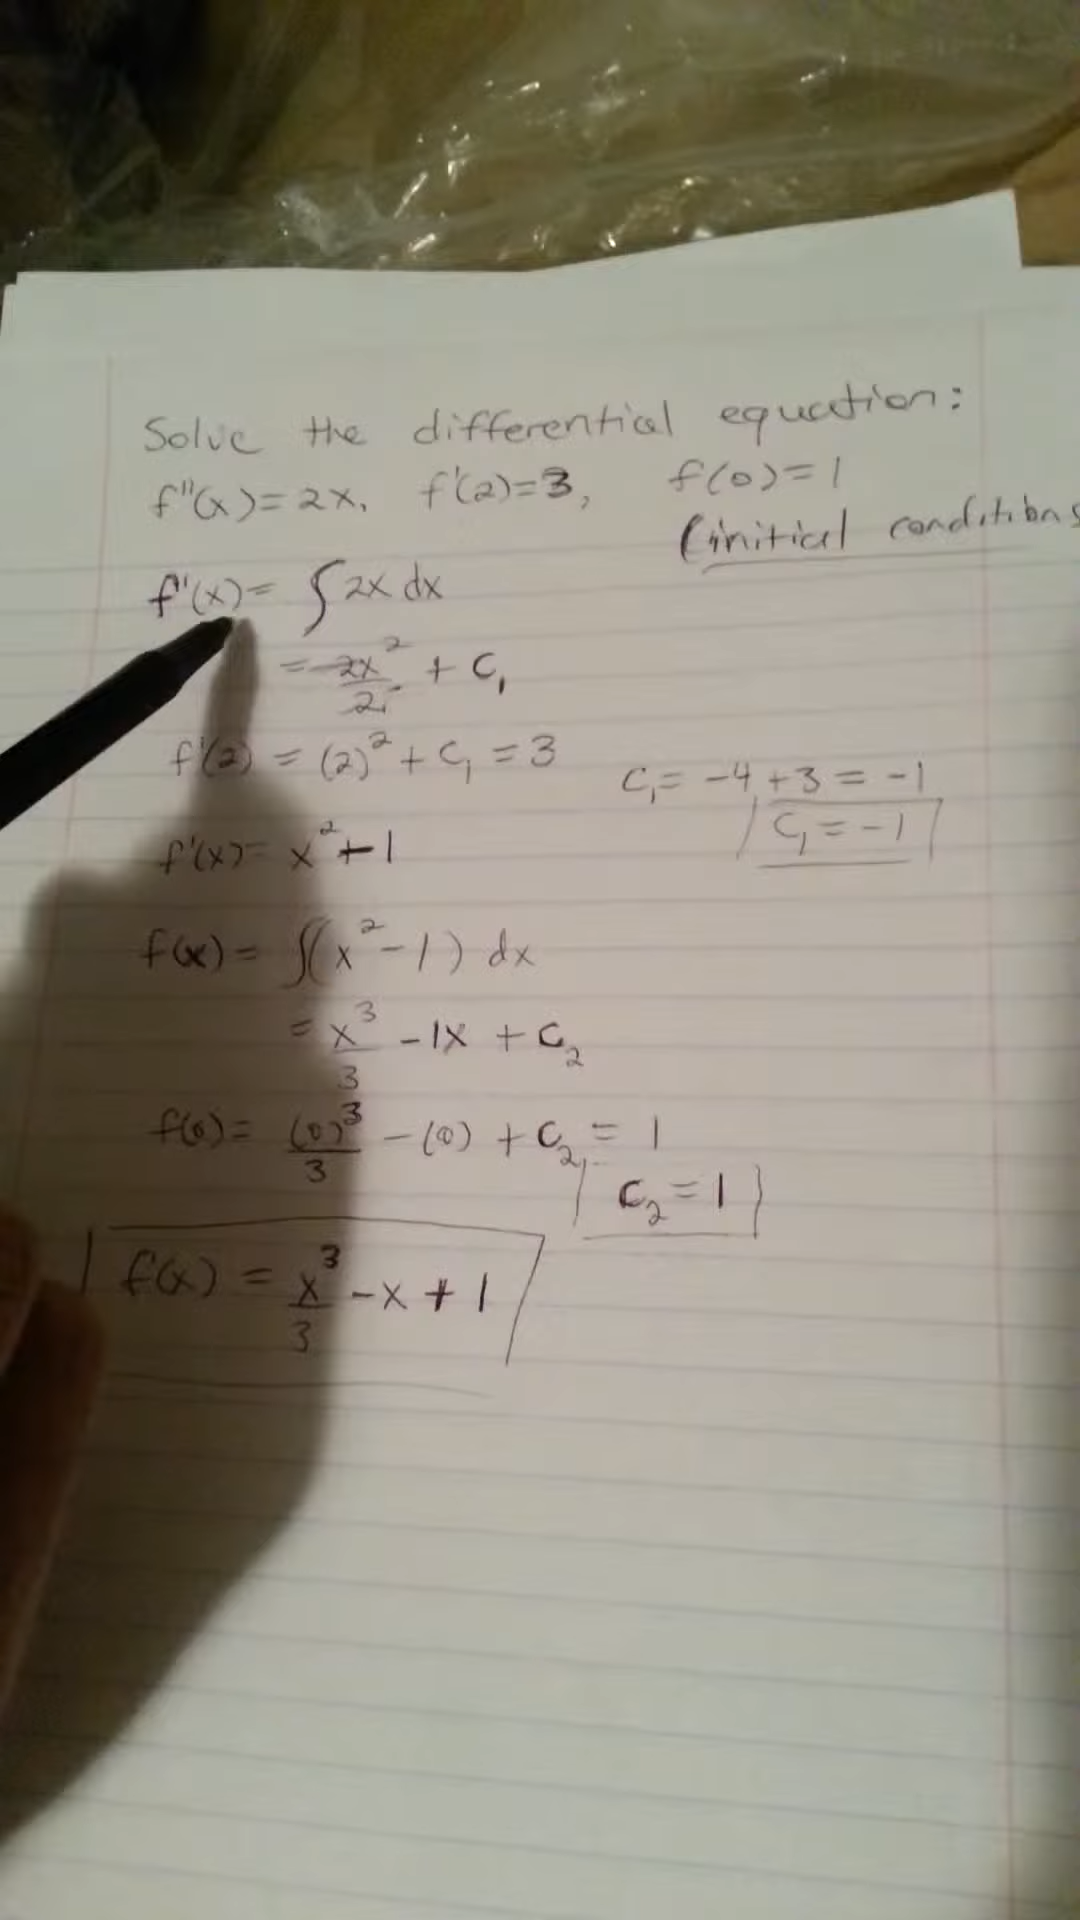 Solve the differential equation:
f''(x) = 2x, f'(2)=3, f(0)=1
(initial conditions
f'(x) = ∫2x dx
= 2x²/2 + C₁
f'(2) = (2)² + C₁ = 3
C₁ = -4 + 3 = -1
C₁ = -1
f'(x) = x² + -1
f(x) = ∫(x² - 1) dx
= x³/3 - 1x + C₂
f(0) = (0)³/3 - (0) + C₂ = 1
C₂ = 1
f(x) = x³/3 - x + 1